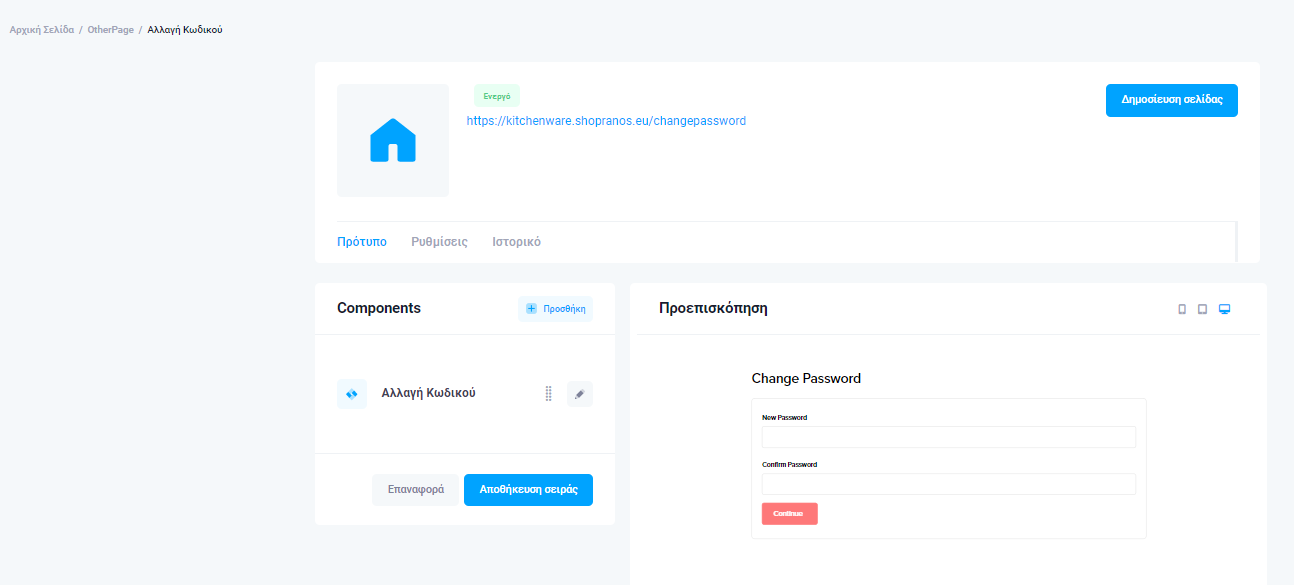 Αρχική Σελίδα / OtherPage / Αλλαγή Κωδικού
Ενεργό
Δημοσίευση σελίδας
https://kitchenware.shopranos.eu/changepassword
Πρότυπο Ρυθμίσεις Ιστορικό
Components
Προσθήκη
Αλλαγή Κωδικού
Επαναφορά Αποθήκευση σειράς
Προεπισκόπηση
Change Password
New Password
Confirm Password
Continue